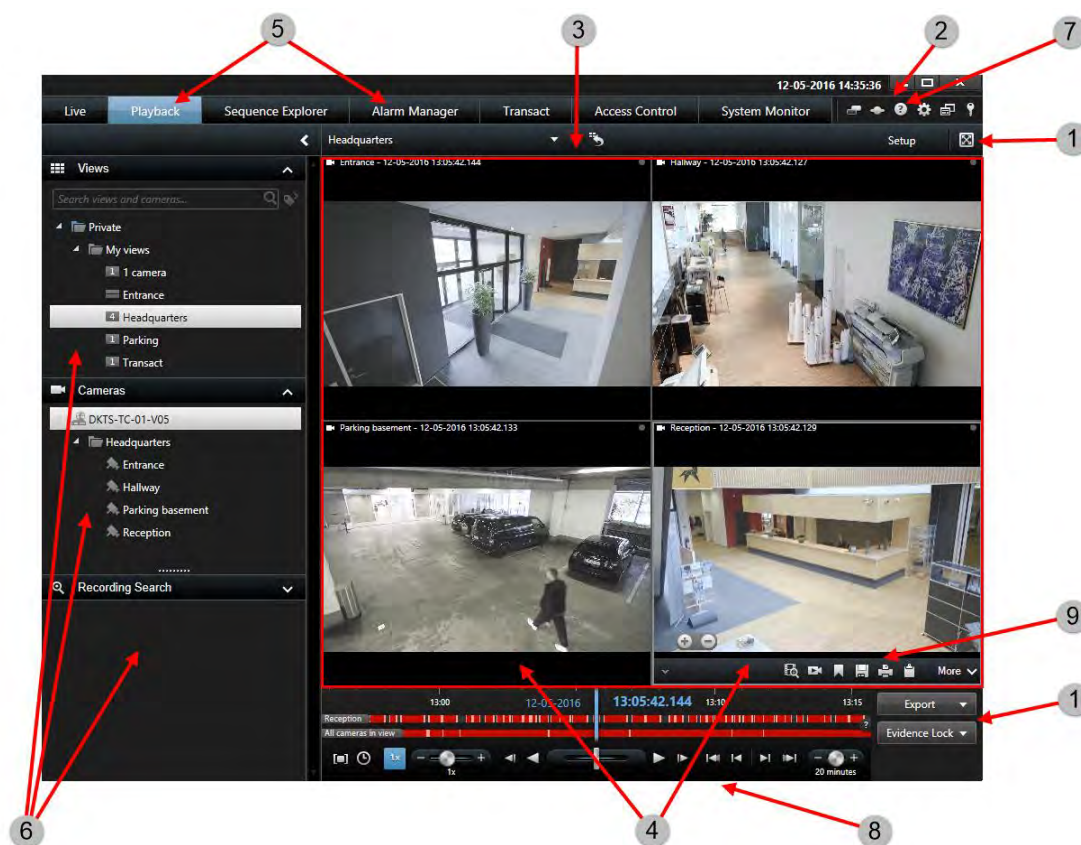 5
3
2
7
12-05-2016 14:35:36
Live
Playback
Sequence Explorer
Alarm Manager
Transact
Access Control
System Monitor
Headquarters
Setup
1
Views
Search views and cameras...
Private
My views
1 1 camera
Entrance
4 Headquarters
1 Parking
1 Transact
Cameras
DKTS-TC-01-V05
Headquarters
Entrance
Hallway
Parking basement
Reception
Recording Search
Entrance - 12-05-2016 13:05:42.144
Hallway - 12-05-2016 13:05:42.127
Parking basement - 12-05-2016 13:05:42.133
Reception - 12-05-2016 13:05:42.129
9
More
13:00
12-05-2016
13:05:42.144
13:10
13:15
Reception
All cameras in view
?
Export
Evidence Lock
1
1x
1x
20 minutes
6
4
8